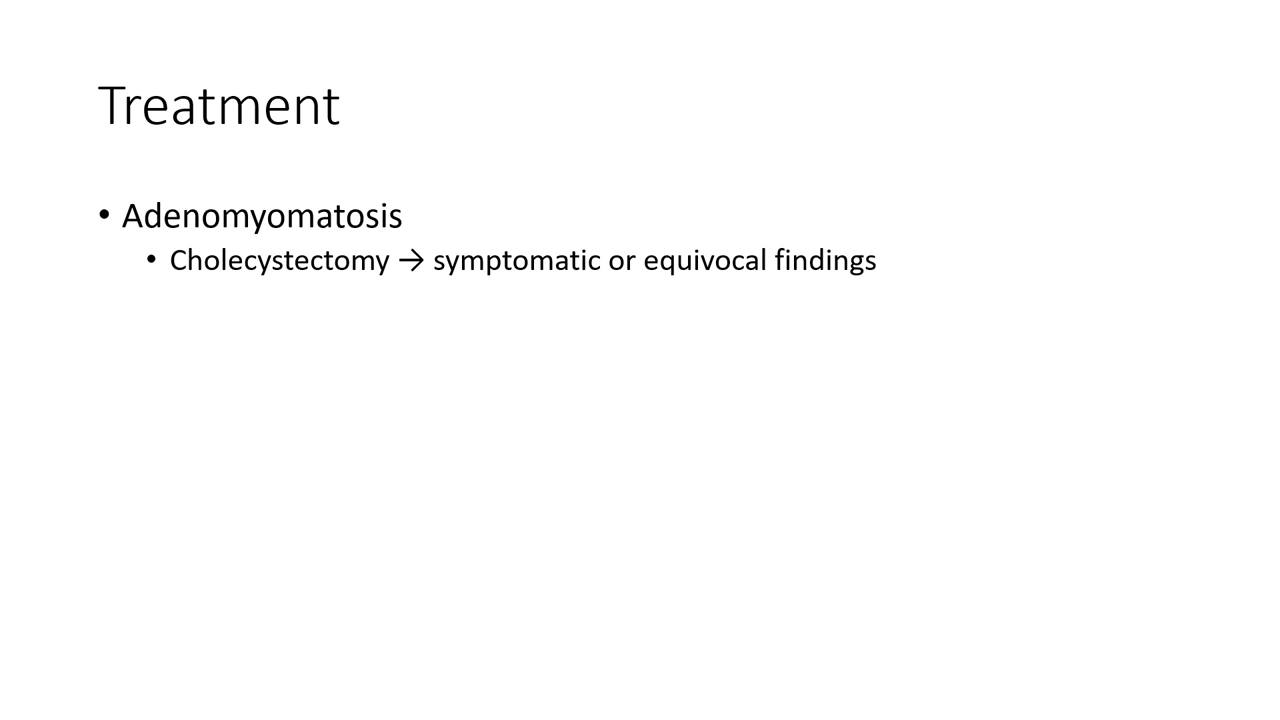 Treatment
• Adenomyomatosis
• Cholecystectomy → symptomatic or equivocal findings